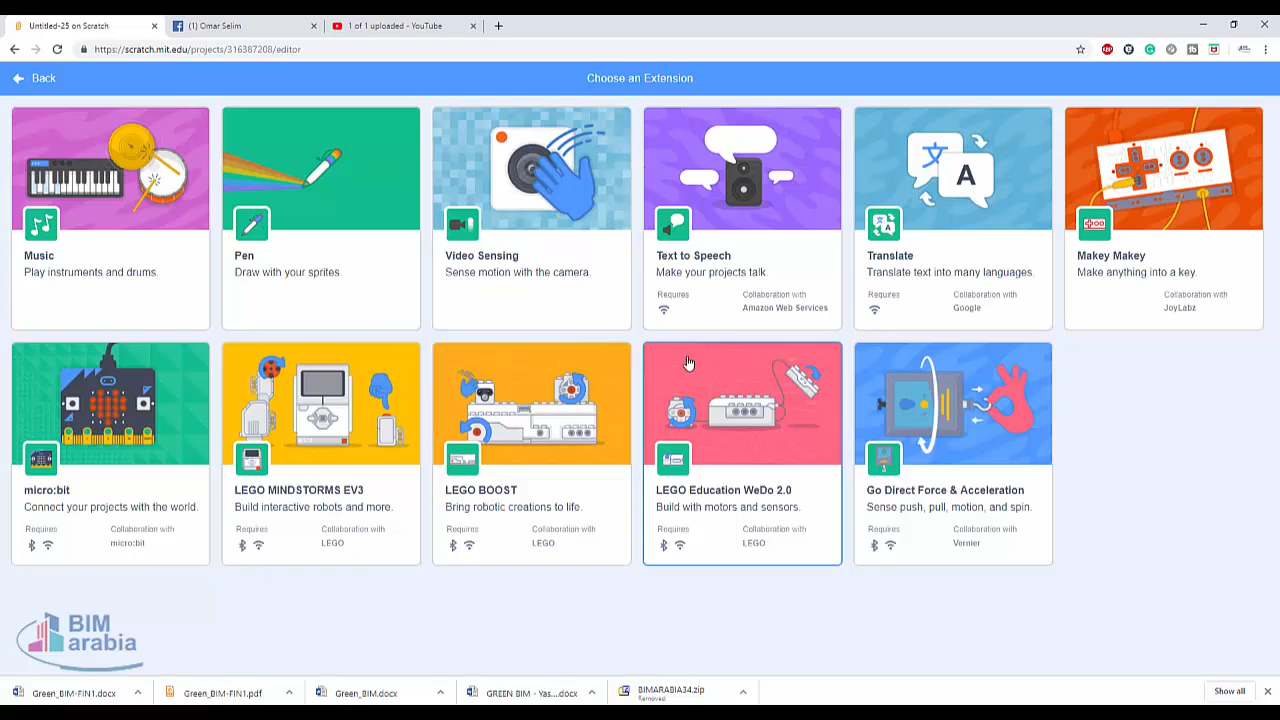 Untitled-25 on Scratch
(1) Omar Selim
1 of 1 uploaded - YouTube
https://scratch.mit.edu/projects/316387208/editor
Back
Choose an Extension
A
Music
Play instruments and drums.
Pen
Draw with your sprites.
Video Sensing
Sense motion with the camera.
Text to Speech
Make your projects talk.
Requires
Collaboration with
Amazon Web Services
Translate
Translate text into many languages.
Requires
Collaboration with
Google
Makey Makey
Make anything into a key.
Collaboration with
JoyLabz
micro:bit
Connect your projects with the world.
Requires
Collaboration with
micro:bit
LEGO MINDSTORMS EV3
Build interactive robots and more.
Requires
Collaboration with
LEGO
LEGO BOOST
Bring robotic creations to life.
Requires
Collaboration with
LEGO
LEGO Education WeDo 2.0
Build with motors and sensors.
Requires
Collaboration with
LEGO
Go Direct Force & Acceleration
Sense push, pull, motion, and spin.
Requires
Collaboration with
Vernier
BIM
arabia
Green_BIM-FIN1.docx
Green_BIM-FIN1.pdf
Green_BIM.docx
GREEN BIM - Yas....docx
BIMARABIA34.zip
Removed
Show all